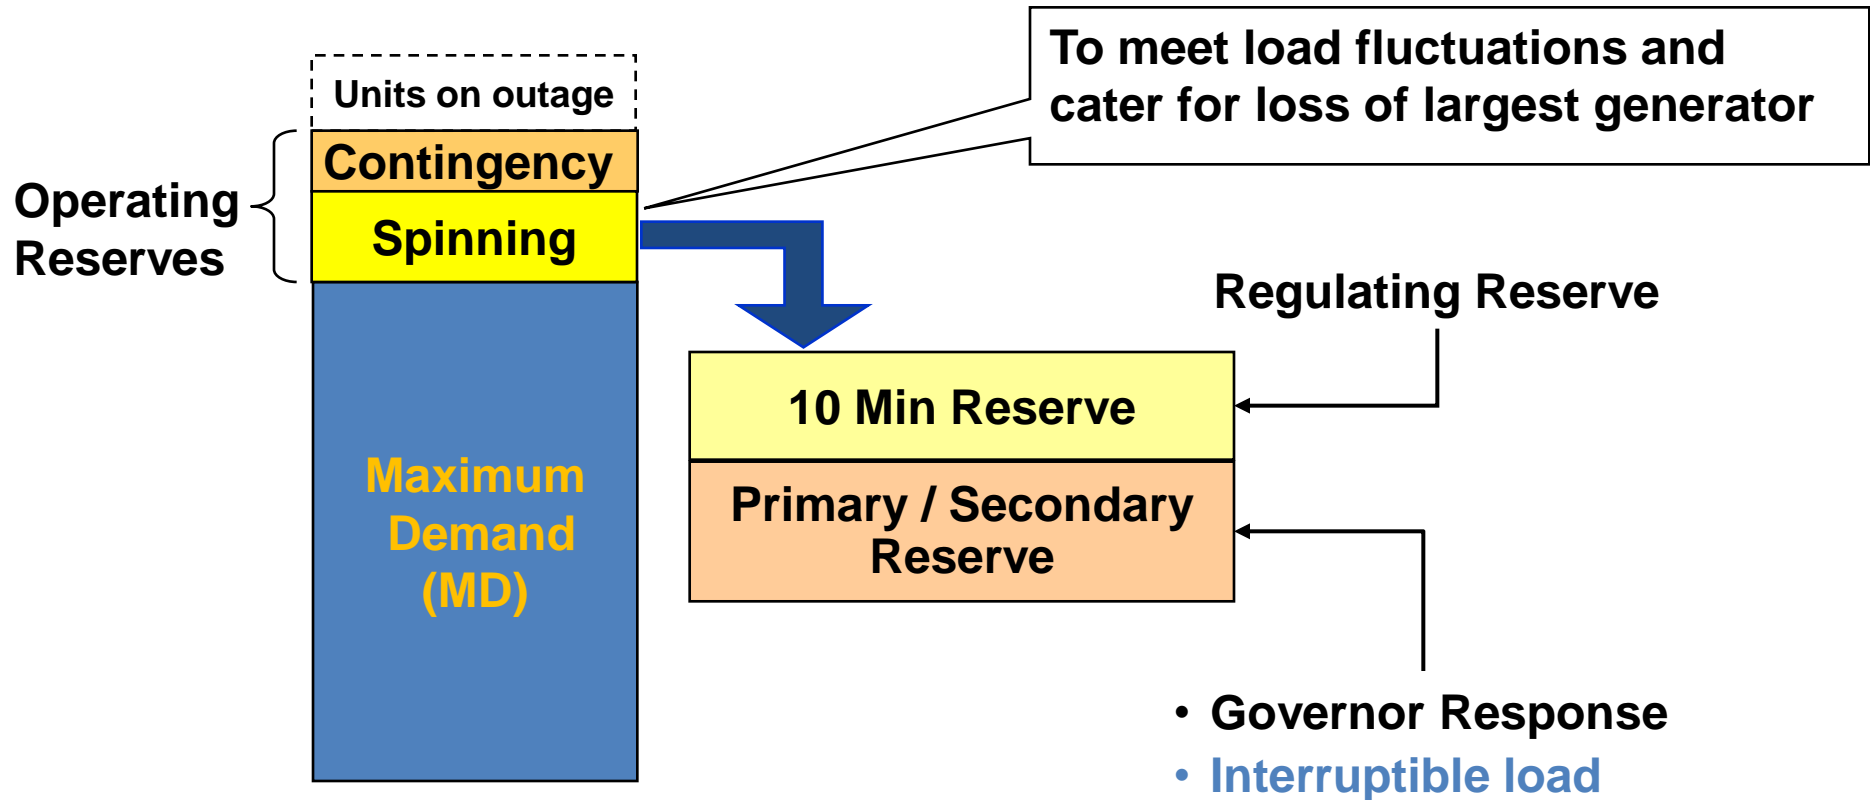 To meet load fluctuations and
cater for loss of largest generator
Units on outage
Contingency
Operating
Reserves
Spinning
Regulating Reserve
10 Min Reserve
Maximum
Demand
(MD)
Primary / Secondary
Reserve
• Governor Response
• Interruptible load